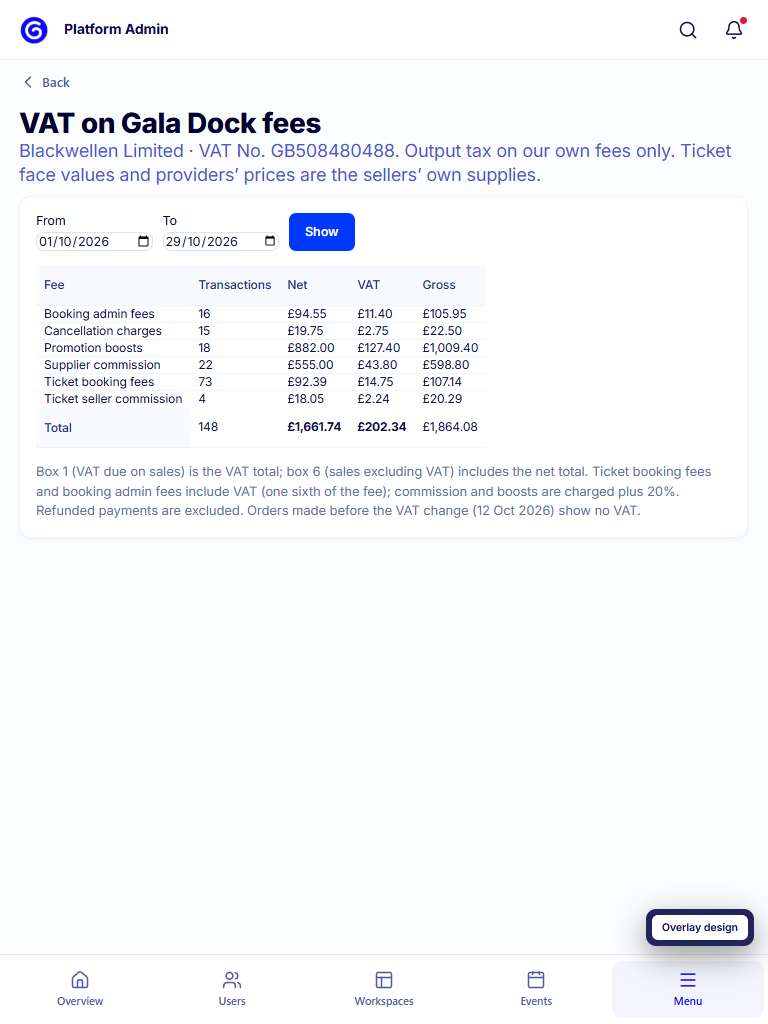 Platform Admin
Back
VAT on Gala Dock fees
Blackwellen Limited · VAT No. GB508480488. Output tax on our own fees only. Ticket
face values and providers’ prices are the sellers’ own supplies.
From To
01/10/2026 29/10/2026 Show
Fee Transactions Net VAT Gross
Booking admin fees 16 £94.55 £11.40 £105.95
Cancellation charges 15 £19.75 £2.75 £22.50
Promotion boosts 18 £882.00 £127.40 £1,009.40
Supplier commission 22 £555.00 £43.80 £598.80
Ticket booking fees 73 £92.39 £14.75 £107.14
Ticket seller commission 4 £18.05 £2.24 £20.29
Total 148 £1,661.74 £202.34 £1,864.08
Box 1 (VAT due on sales) is the VAT total; box 6 (sales excluding VAT) includes the net total. Ticket booking fees
and booking admin fees include VAT (one sixth of the fee); commission and boosts are charged plus 20%.
Refunded payments are excluded. Orders made before the VAT change (12 Oct 2026) show no VAT.
Overlay design
Overview Users Workspaces Events Menu